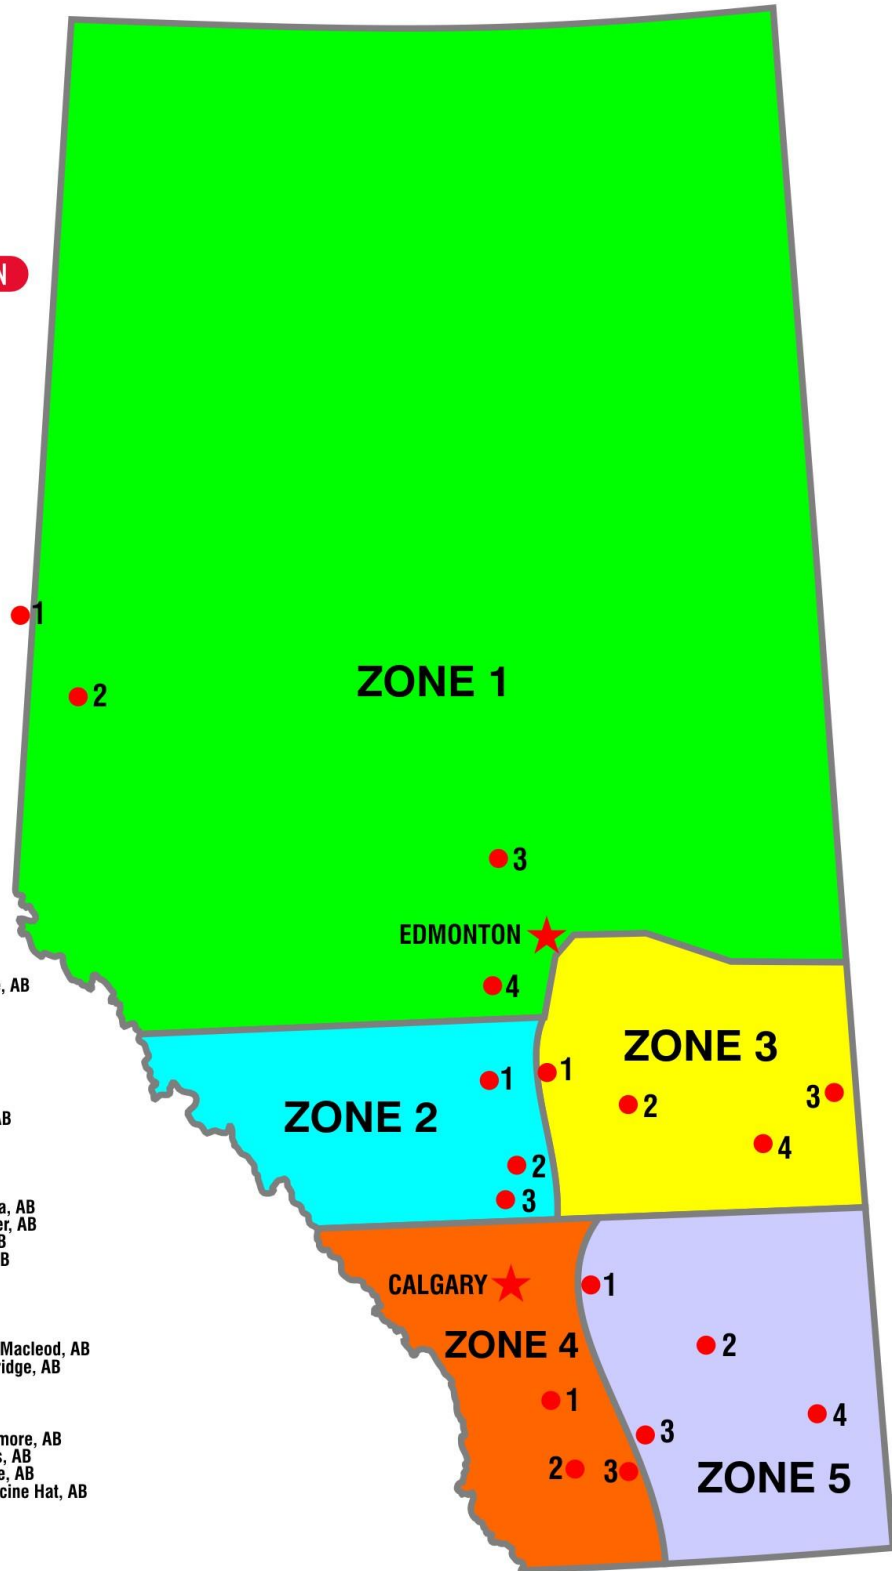 N
1
2
ZONE 1
3
EDMONTON
4
, AB
ZONE 3
1
1
2
3
ZONE 2
AB
4
2
3
a, AB
er, AB
B
B
CALGARY
1
ZONE 4
2
Macleod, AB
idge, AB
1
4
3
more, AB
s, AB
e, AB
cine Hat, AB
2
3
ZONE 5